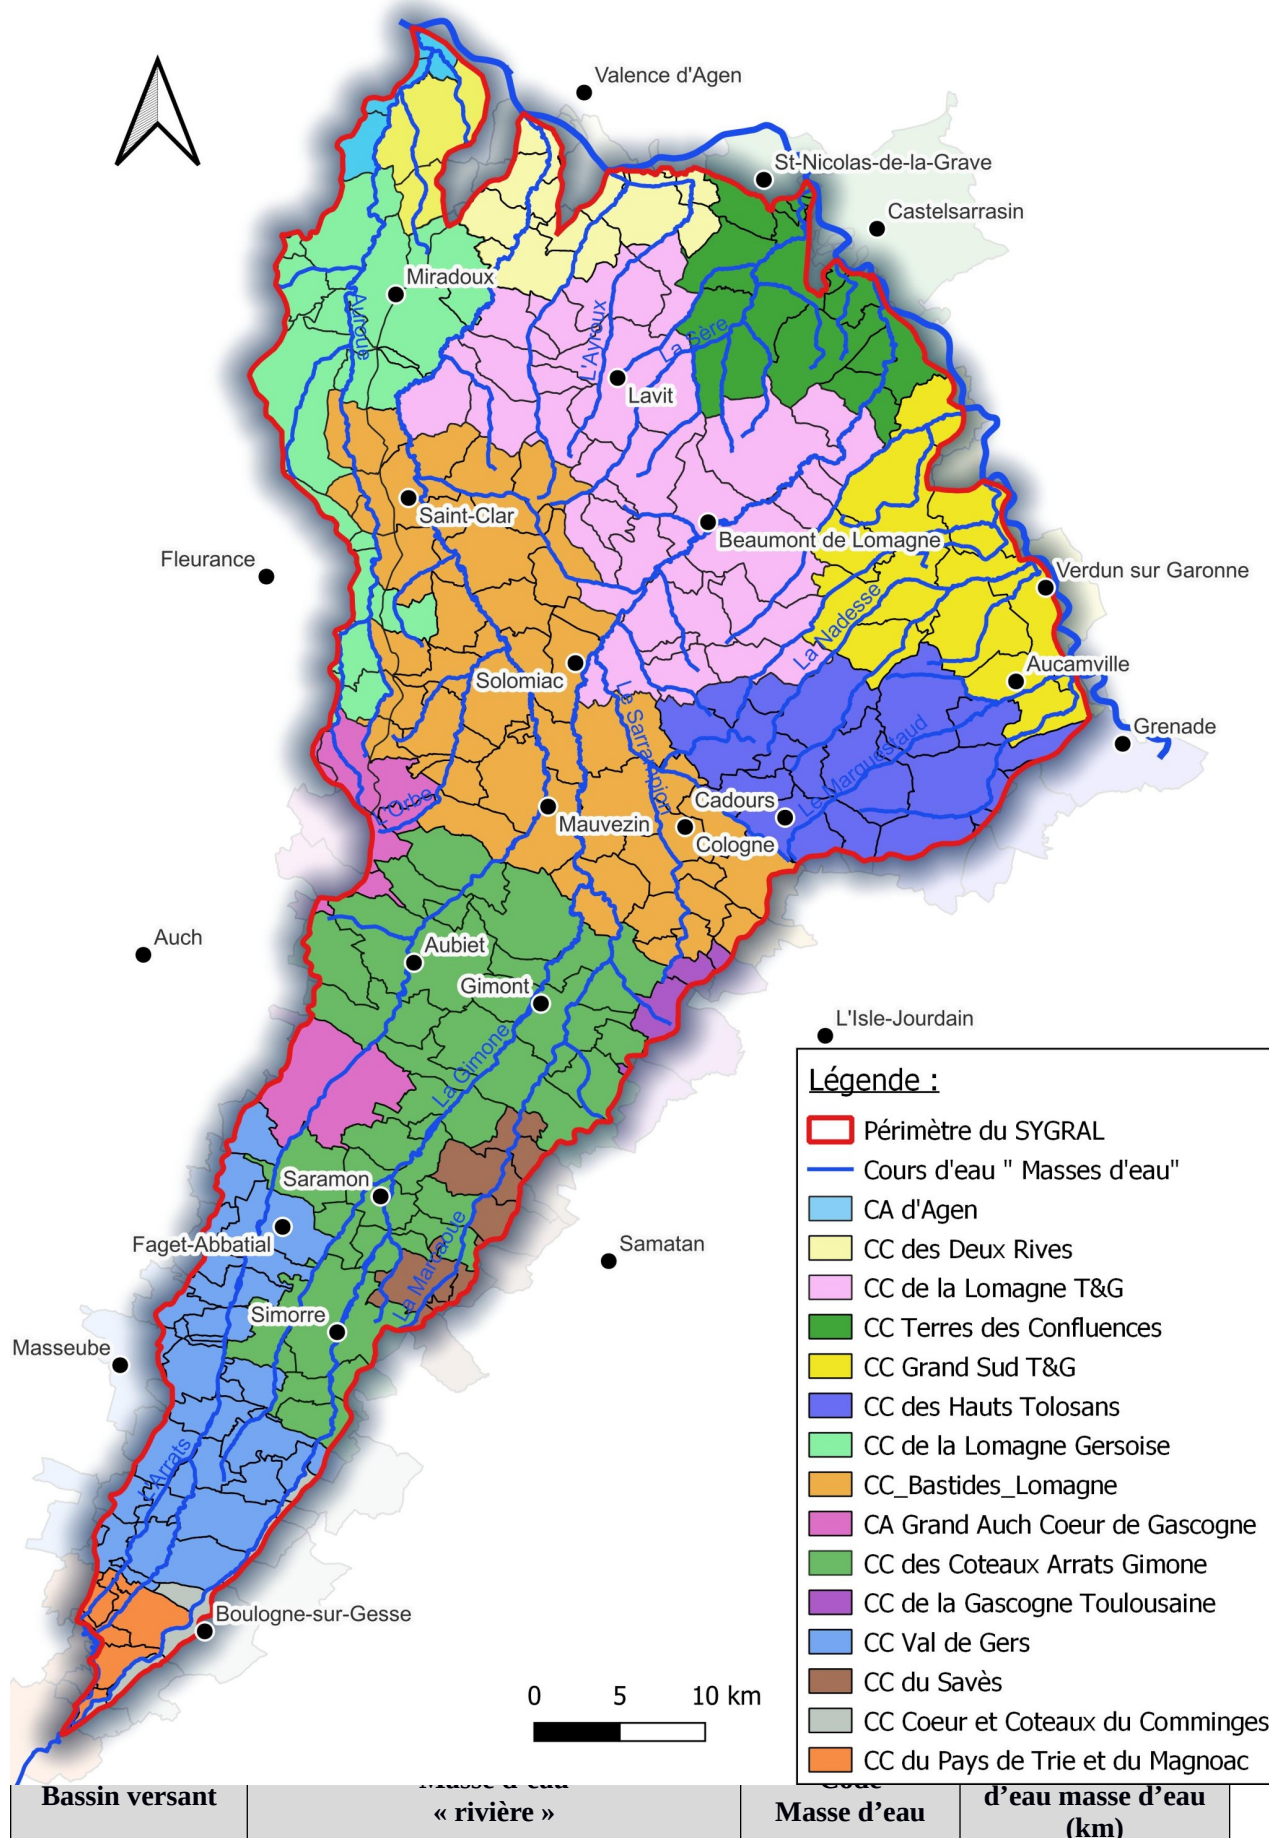 Valence d'Agen
St-Nicolas-de-la-Grave
Castelsarrasin
Miradoux
Auroue
L'Ayroux
La Sère
Lavit
Saint-Clar
Beaumont de Lomagne
Fleurance
Verdun sur Garonne
La Nadesse
Aucamville
Solomiac
Le Sarrampion
Grenade
Le Marguestaud
L'Orbe
Cadours
Mauvezin
Cologne
Auch
Aubiet
Gimont
L'Isle-Jourdain
La Gimone
Saramon
Faget-Abbatial
La Marcaoue
Samatan
Simorre
Masseube
L'Arrats
Boulogne-sur-Gesse
0 5 10 km
Légende :
Périmètre du SYGRAL
Cours d'eau " Masses d'eau"
CA d'Agen
CC des Deux Rives
CC de la Lomagne T&G
CC Terres des Confluences
CC Grand Sud T&G
CC des Hauts Tolosans
CC de la Lomagne Gersoise
CC_Bastides_Lomagne
CA Grand Auch Coeur de Gascogne
CC des Coteaux Arrats Gimone
CC de la Gascogne Toulousaine
CC Val de Gers
CC du Savès
CC Coeur et Coteaux du Comminges
CC du Pays de Trie et du Magnoac
Bassin versant
Masse d'eau
« rivière »
Code
Masse d'eau
d'eau masse d'eau
(km)